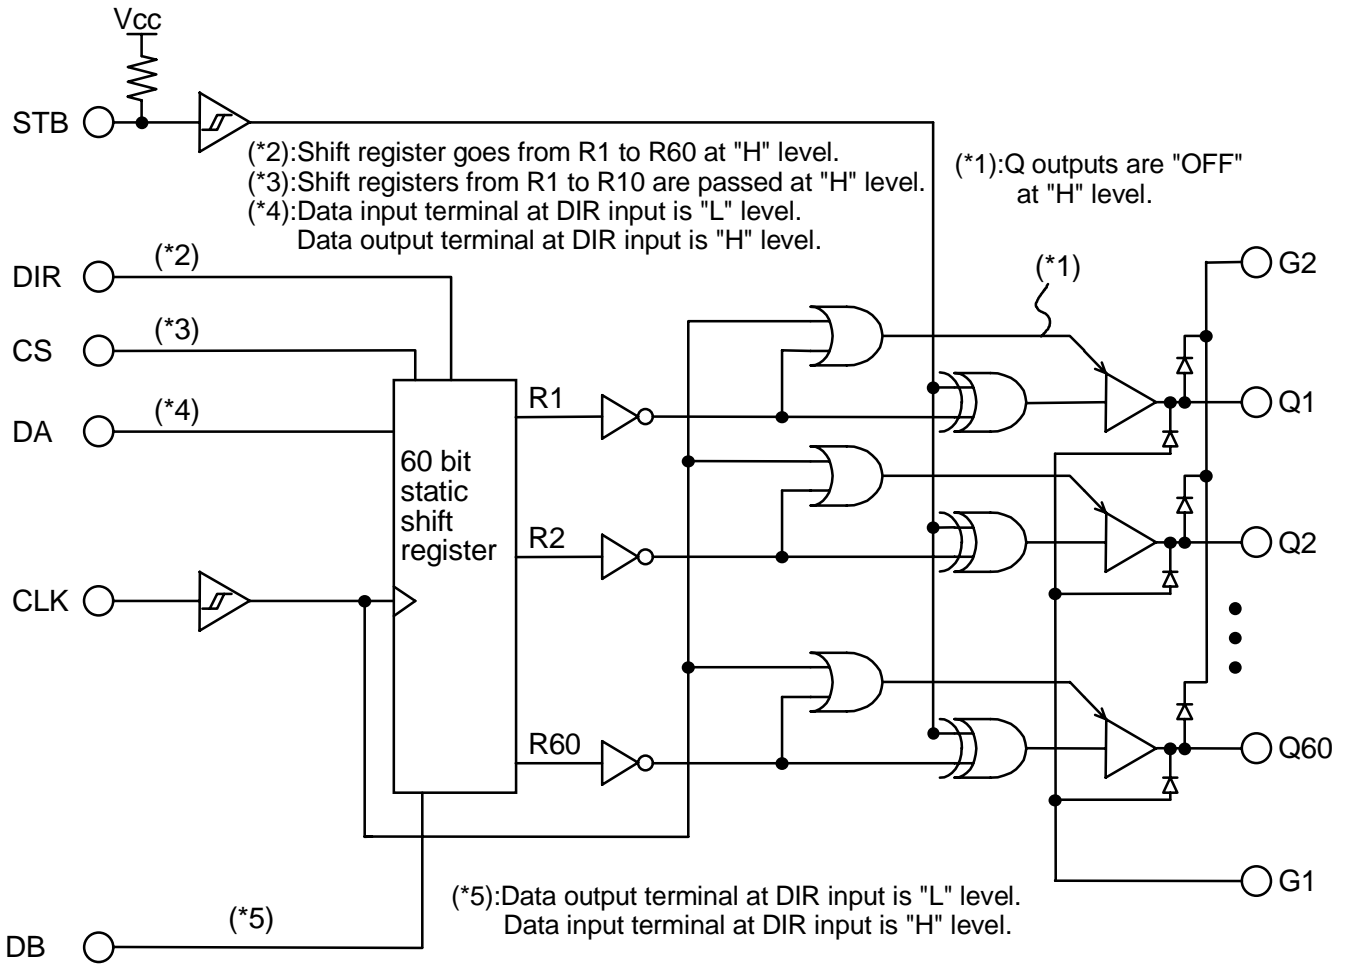 Vcc
STB
(*2):Shift register goes from R1 to R60 at "H" level.
(*3):Shift registers from R1 to R10 are passed at "H" level.
(*4):Data input terminal at DIR input is "L" level.
Data output terminal at DIR input is "H" level.
(*1):Q outputs are "OFF"
at "H" level.
DIR
(*2)
(*1)
G2
CS
(*3)
DA
(*4)
R1
Q1
60 bit
static
shift
register
R2
Q2
CLK
R60
Q60
G1
(*5):Data output terminal at DIR input is "L" level.
Data input terminal at DIR input is "H" level.
DB
(*5)